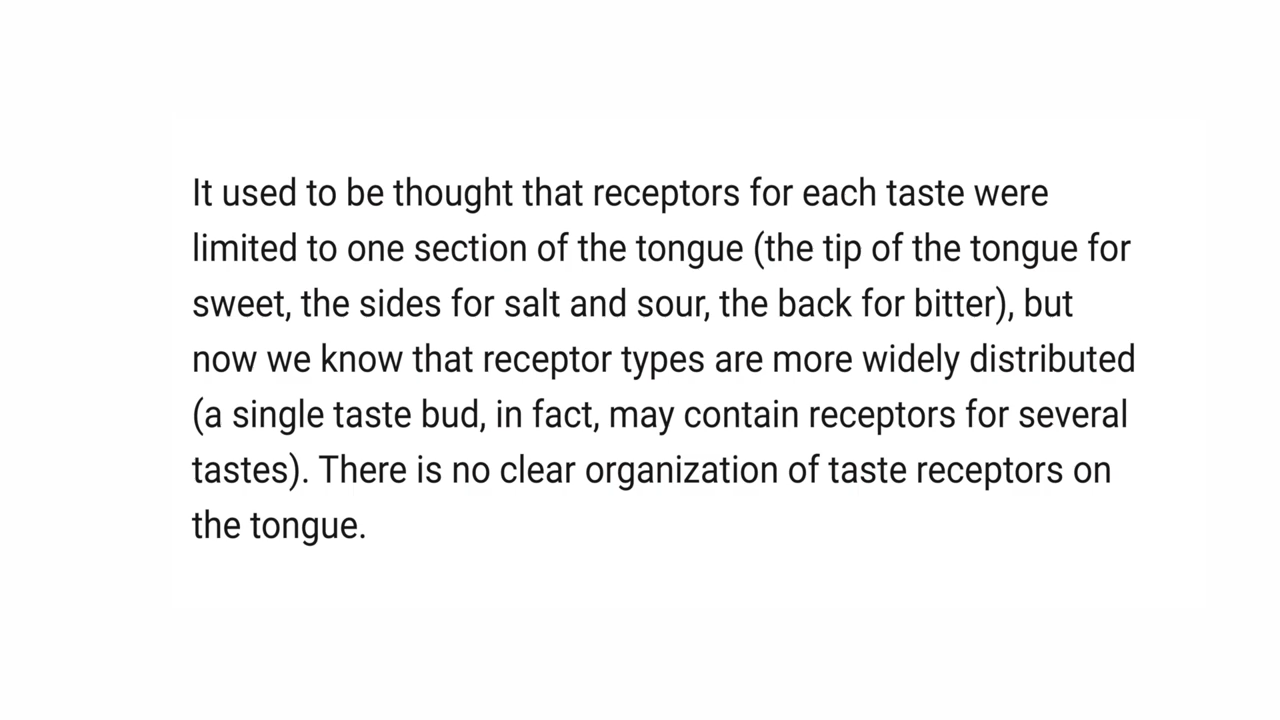 It used to be thought that receptors for each taste were
limited to one section of the tongue (the tip of the tongue for
sweet, the sides for salt and sour, the back for bitter), but
now we know that receptor types are more widely distributed
(a single taste bud, in fact, may contain receptors for several
tastes). There is no clear organization of taste receptors on
the tongue.